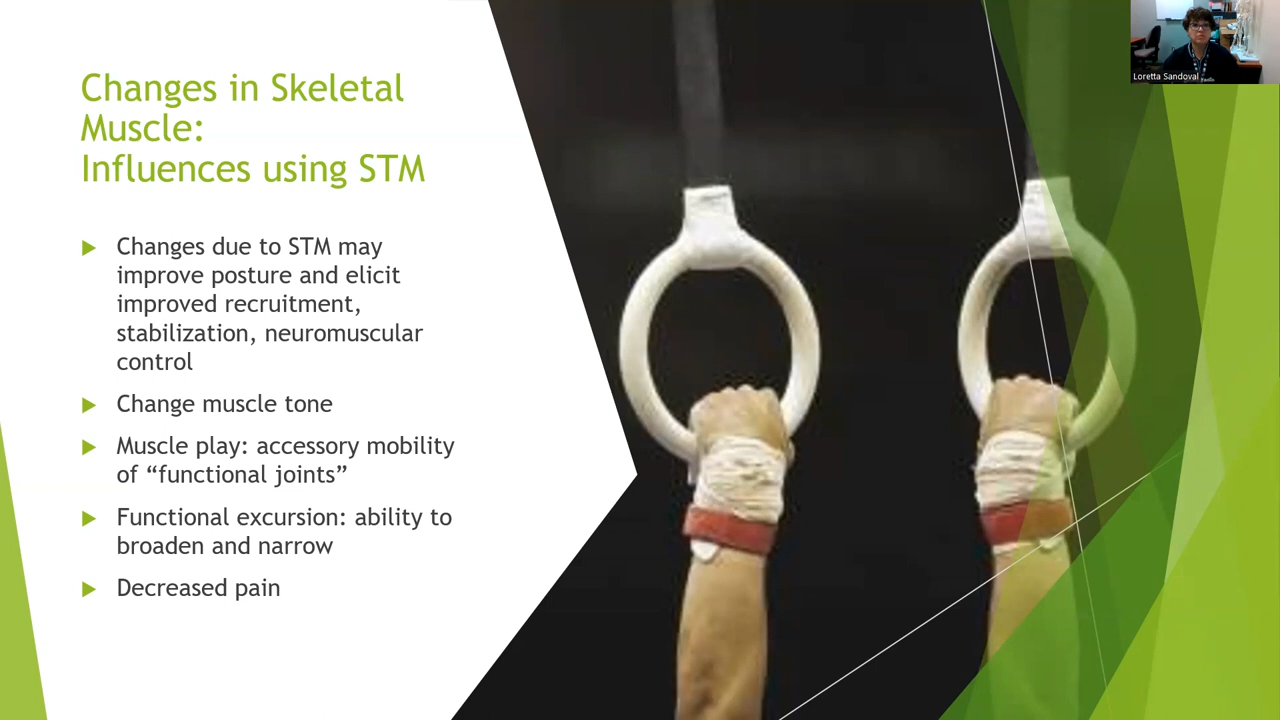 Changes in Skeletal
Muscle:
Influences using STM
Changes due to STM may
improve posture and elicit
improved recruitment,
stabilization, neuromuscular
control
Change muscle tone
Muscle play: accessory mobility
of “functional joints”
Functional excursion: ability to
broaden and narrow
Decreased pain
Loretta Sandoval